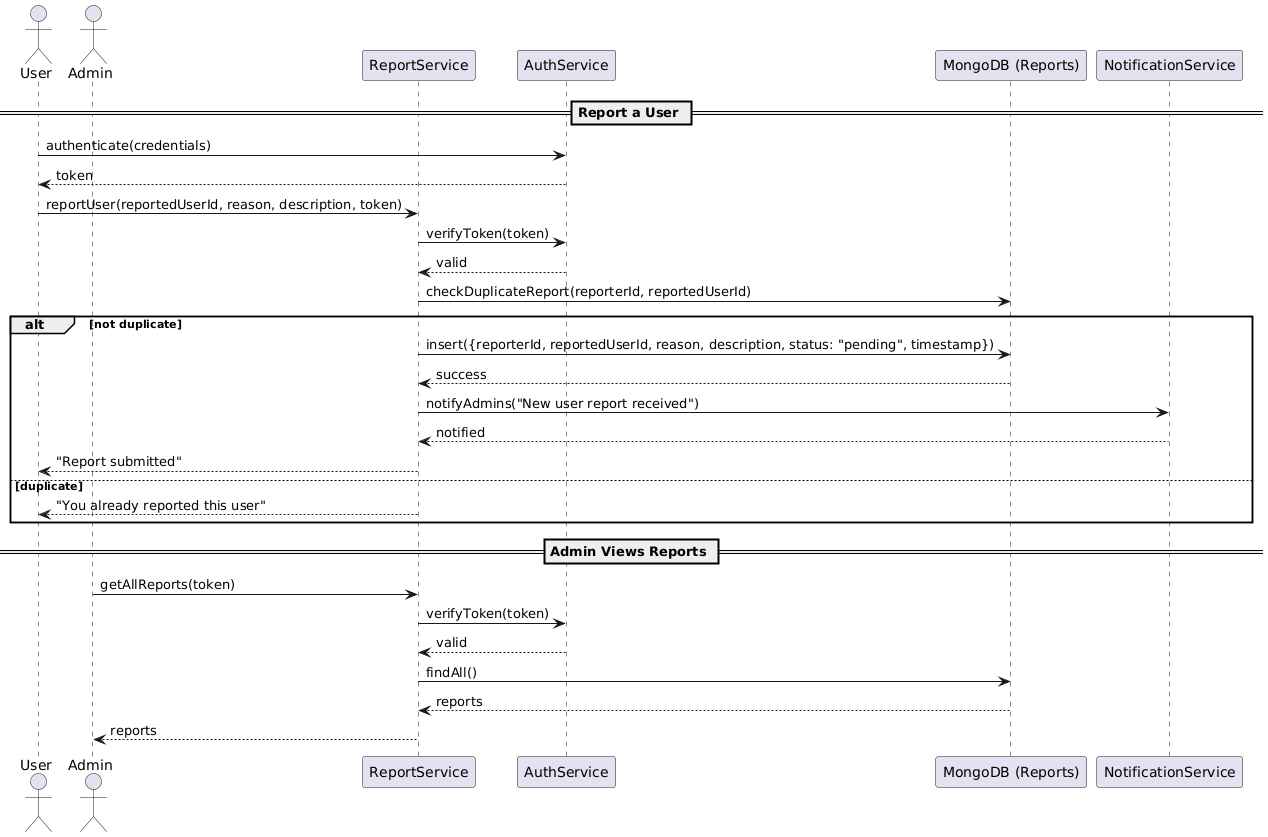 User
Admin
ReportService
AuthService
MongoDB (Reports)
NotificationService
Report a User
authenticate(credentials)
token
reportUser(reportedUserId, reason, description, token)
verifyToken(token)
valid
checkDuplicateReport(reporterId, reportedUserId)
alt
[not duplicate]
insert({reporterId, reportedUserId, reason, description, status: "pending", timestamp})
success
notifyAdmins("New user report received")
notified
"Report submitted"
[duplicate]
"You already reported this user"
Admin Views Reports
getAllReports(token)
verifyToken(token)
valid
findAll()
reports
reports
User
Admin
ReportService
AuthService
MongoDB (Reports)
NotificationService